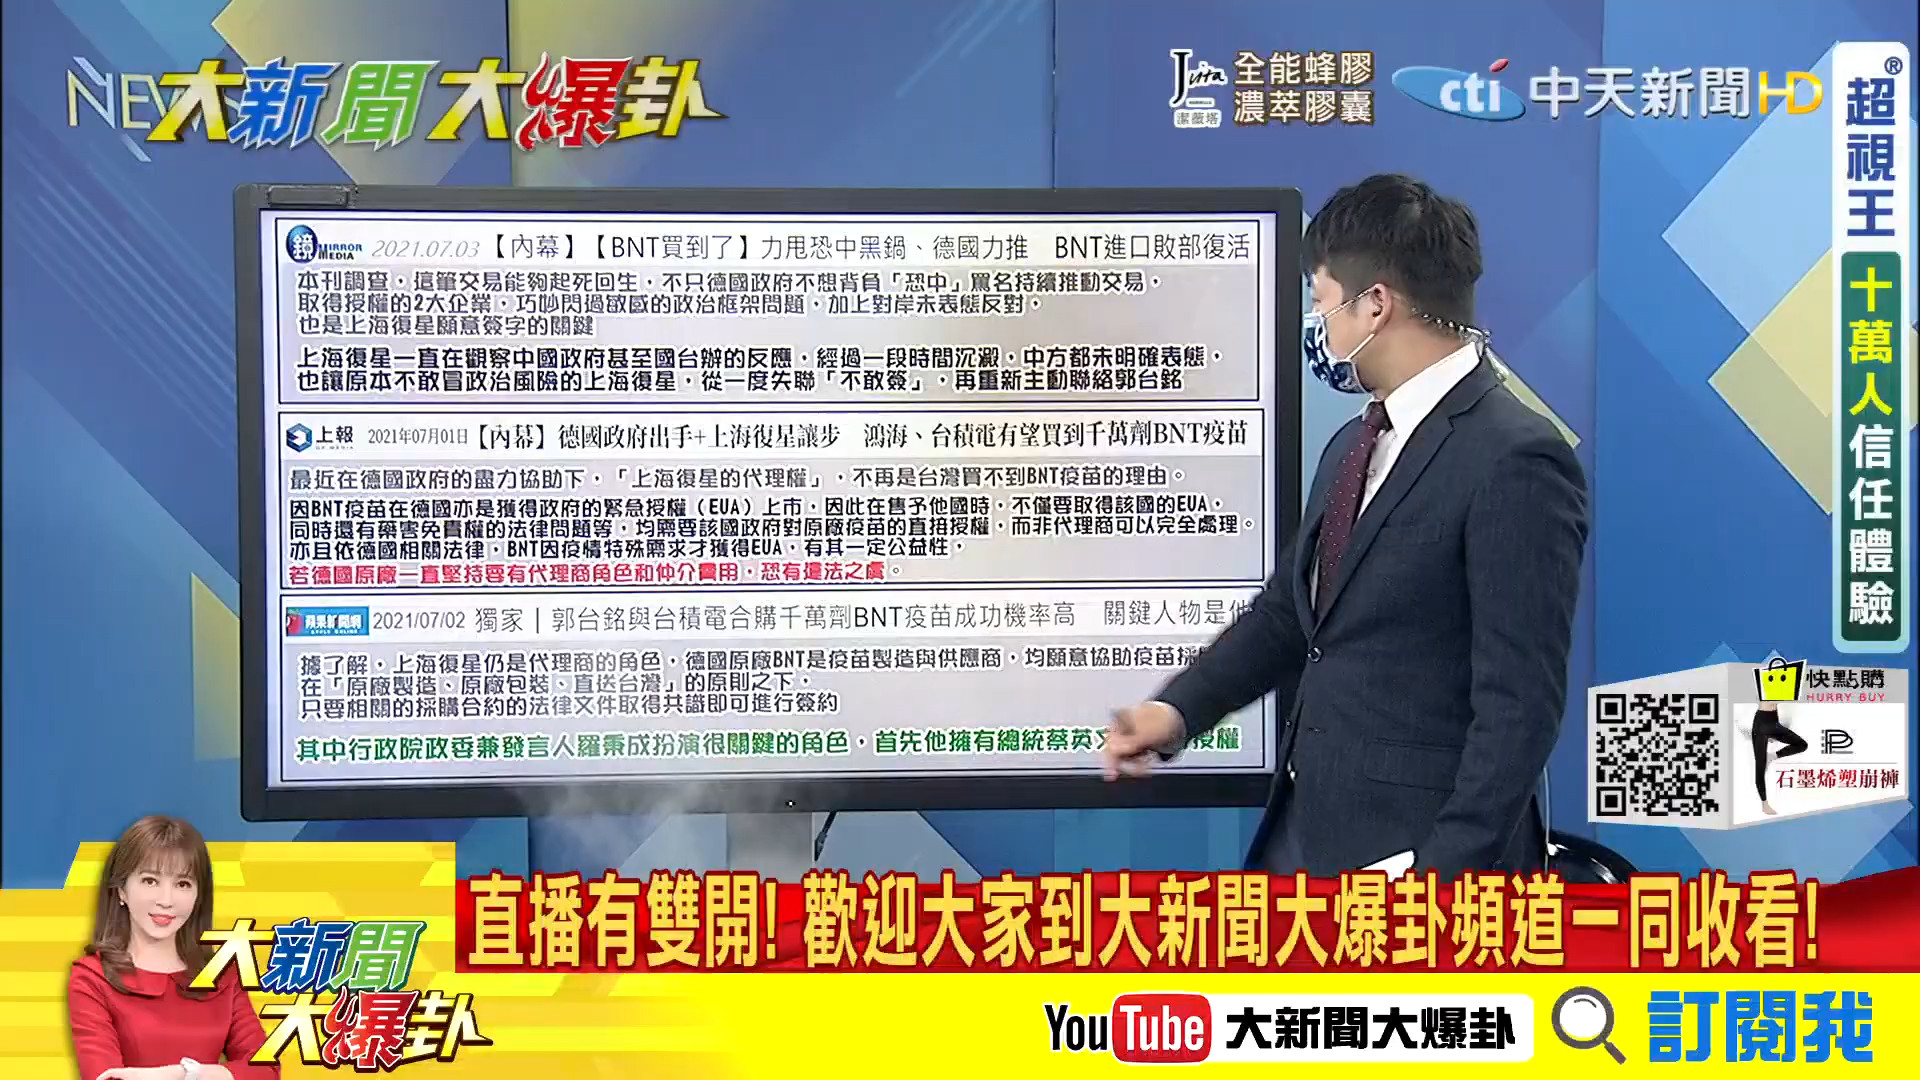 NEWS
大新聞大爆卦
Jvita
潔薇塔
全能蜂膠
濃萃膠囊
cti 中天新聞HD
超視王®
十萬人信任體驗
鏡 MIRROR MEDIA 2021.07.03 【內幕】【BNT買到了】力甩恐中黑鍋、德國力推 BNT進口敗部復活
本刊調查，這筆交易能夠起死回生，不只德國政府不想背負「恐中」罵名持續推動交易，
取得授權的2大企業，巧妙閃過敏感的政治框架問題，加上對岸未表態反對，
也是上海復星願意簽字的關鍵
上海復星一直在觀察中國政府甚至國台辦的反應，經過一段時間沉澱，中方都未明確表態，
也讓原本不敢冒政治風險的上海復星，從一度失聯「不敢簽」，再重新主動聯絡郭台銘
上報 2021年07月01日【內幕】德國政府出手+上海復星讓步 鴻海、台積電有望買到千萬劑BNT疫苗
最近在德國政府的盡力協助下，「上海復星的代理權」，不再是台灣買不到BNT疫苗的理由。
因BNT疫苗在德國亦是獲得政府的緊急授權（EUA）上市，因此在售予他國時，不僅要取得該國的EUA，
同時還有藥害免責權的法律問題等，均需要該國政府對原廠疫苗的直接授權，而非代理商可以完全處理。
亦且依德國相關法律，BNT因疫情特殊需求才獲得EUA，有其一定公益性，
若德國原廠一直堅持要有代理商角色和仲介費用，恐有違法之虞。
蘋果新聞網 2021/07/02 獨家｜郭台銘與台積電合購千萬劑BNT疫苗成功機率高 關鍵人物是他
據了解，上海復星仍是代理商的角色，德國原廠BNT是疫苗製造與供應商，均願意協助疫苗採
在「原廠製造、原廠包裝、直送台灣」的原則之下，
只要相關的採購合約的法律文件取得共識即可進行簽約
其中行政院政委兼發言人羅秉成扮演很關鍵的角色，首先他擁有總統蔡英文 授權
快點購
HURRY BUY
石墨烯塑崩褲
直播有雙開! 歡迎大家到大新聞大爆卦頻道一同收看!
大新聞
大爆卦
YouTube 大新聞大爆卦 訂閱我